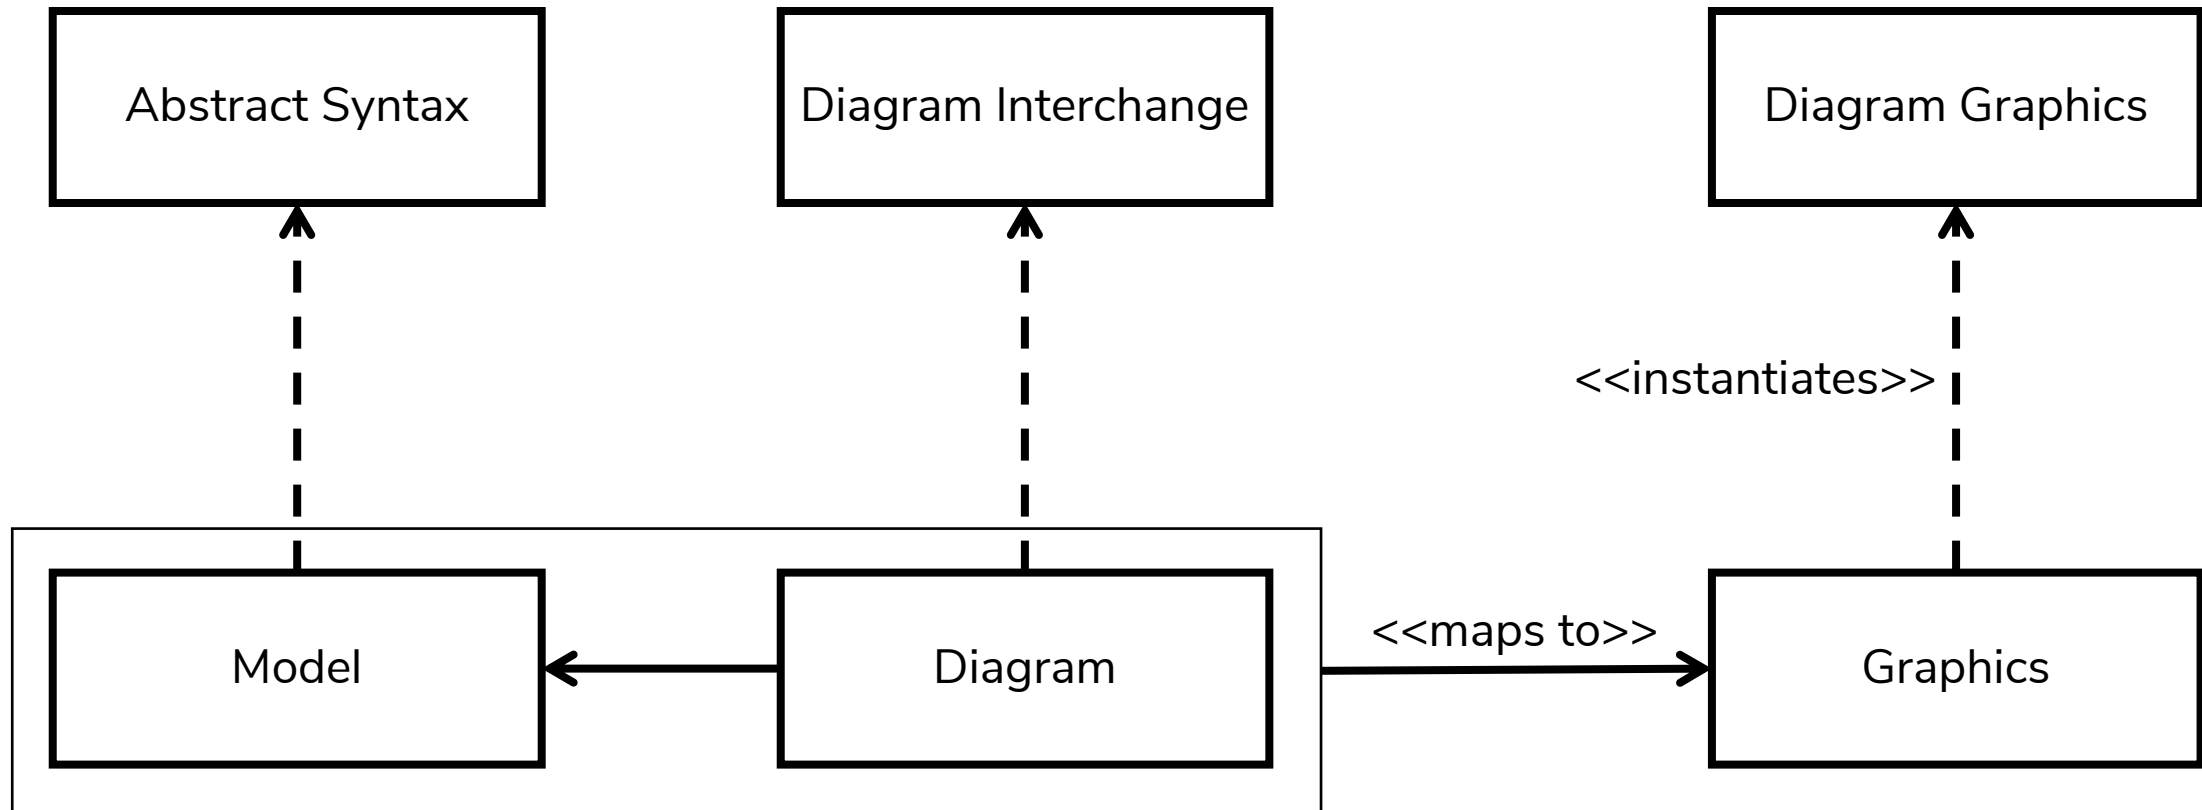 Abstract Syntax
Diagram Interchange
Diagram Graphics
<<instantiates>>
<<maps to>>
Model
Diagram
Graphics